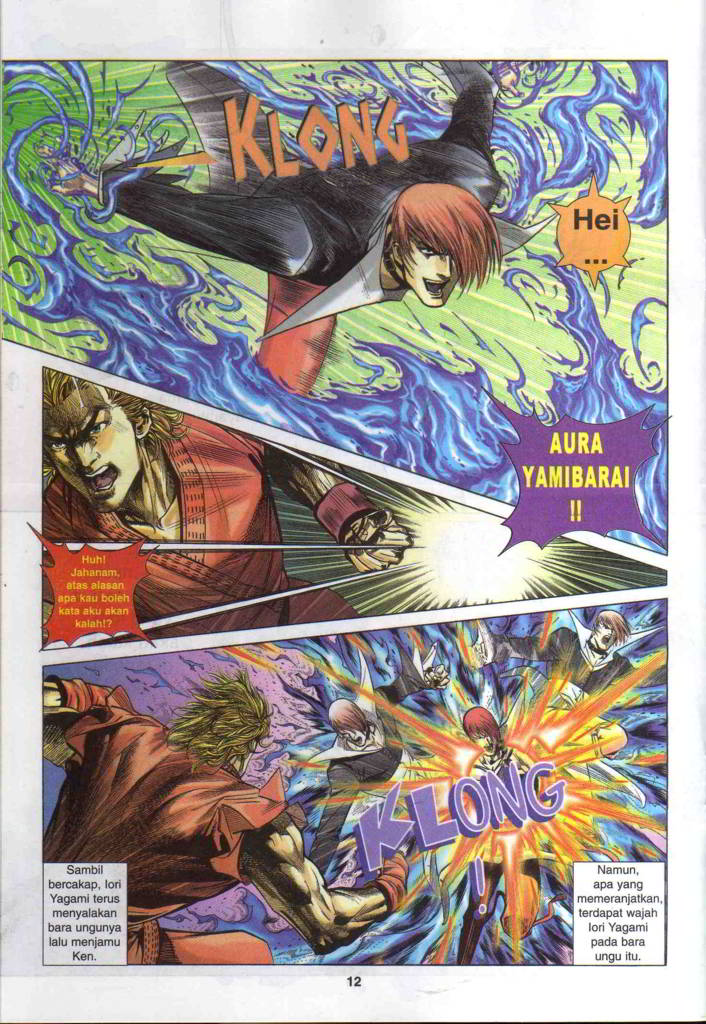 KLONG
Hei
...
AURA
YAMIBARAI
!!
Huh!
Jahanam,
atas alasan
apa kau boleh
kata aku akan
kalah!?
KLONG
!
Sambil
bercakap, Iori
Yagami terus
menyalakan
bara ungunya
lalu menjamu
Ken.
Namun,
apa yang
memeranjatkan,
terdapat wajah
Iori Yagami
pada bara
ungu itu.
12